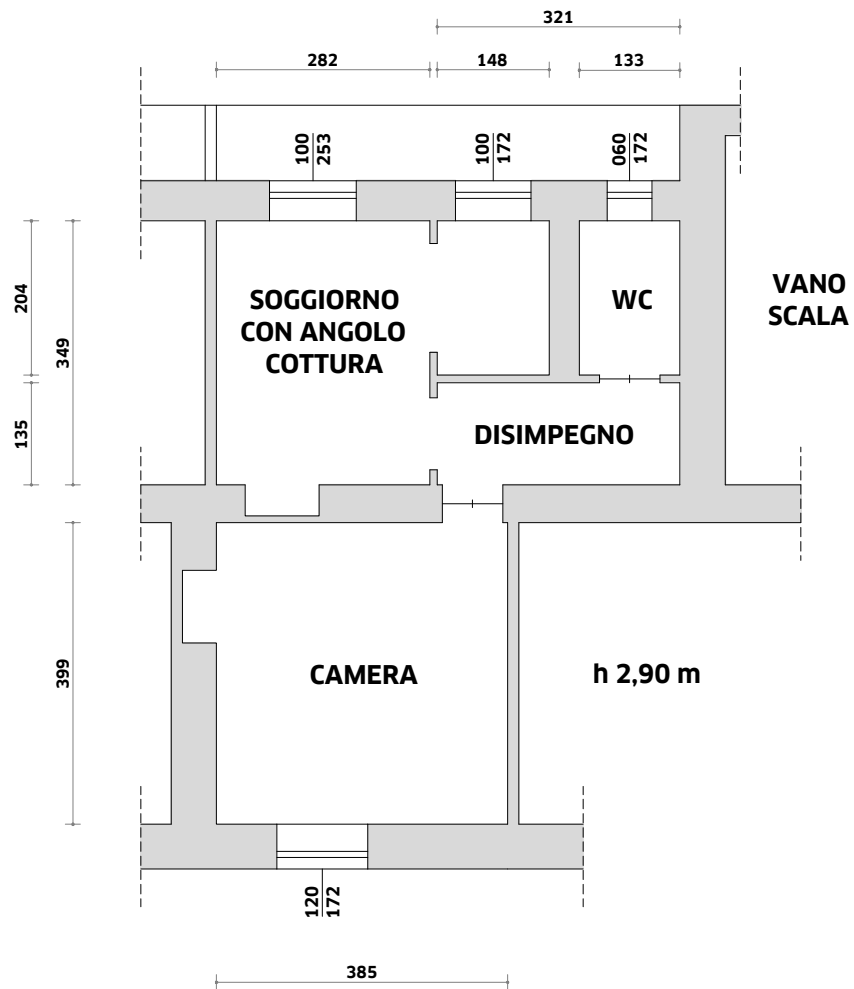 321
282
148
133
100
253
100
172
060
172
204
349
135
SOGGIORNO
CON ANGOLO
COTTURA
WC
VANO
SCALA
DISIMPEGNO
399
CAMERA
h 2,90 m
120
172
385